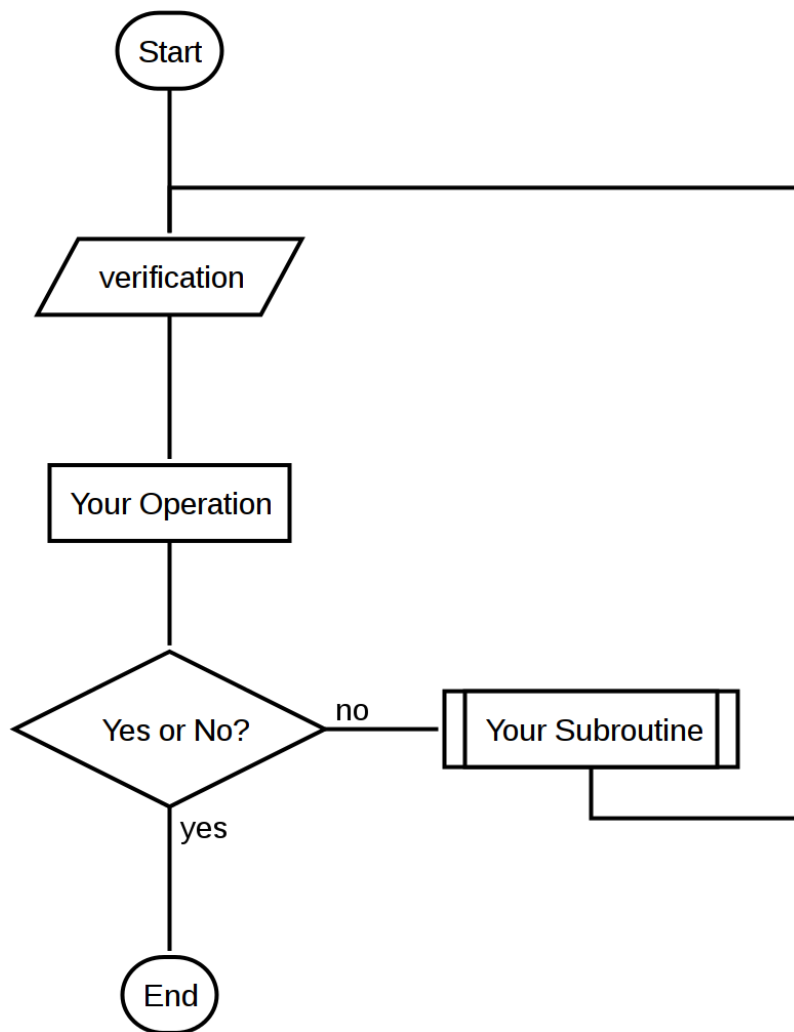 Start
verification
Your Operation
Yes or No?
no
Your Subroutine
yes
End